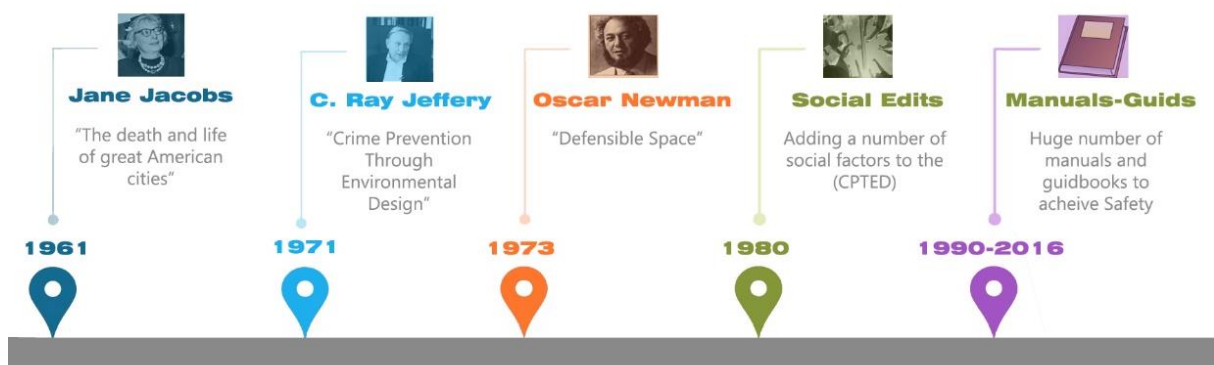 Jane Jacobs
"The death and life
of great American
cities"
1961
C. Ray Jeffery
"Crime Prevention
Through
Environmental
Design"
1971
Oscar Newman
"Defensible Space"
1973
Social Edits
Adding a number of
social factors to the
(CPTED)
1980
Manuals-Guids
Huge number of
manuals and
guidbooks to
acheive Safety
1990-2016